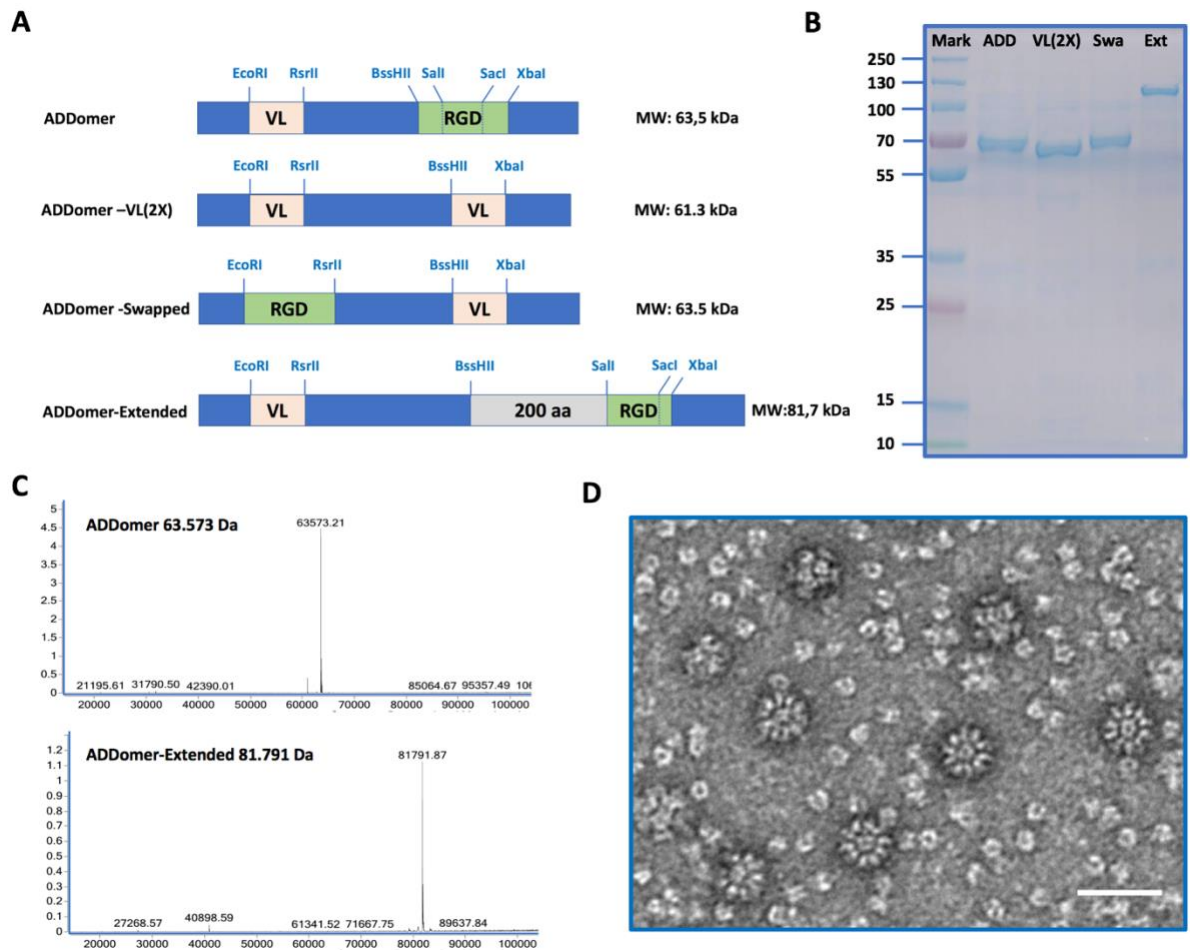 A
EcoRI RsrII BssHII SalI SacI XbaI
ADDomer VL RGD MW: 63,5 kDa
EcoRI RsrII BssHII XbaI
ADDomer –VL(2X) VL VL MW: 61.3 kDa
EcoRI RsrII BssHII XbaI
ADDomer -Swapped RGD VL MW: 63.5 kDa
EcoRI RsrII BssHII SalI SacI XbaI
ADDomer-Extended VL 200 aa RGD MW:81,7 kDa
B
Mark ADD VL(2X) Swa Ext
250
130
100
70
55
35
25
15
10
C
ADDomer 63.573 Da
63573.21
5
4.5
4
3.5
3
2.5
2
1.5
1
0.5
0
21195.61 31790.50 42390.01 85064.67 95357.49 106
20000 30000 40000 50000 60000 70000 80000 90000 100000
ADDomer-Extended 81.791 Da
81791.87
1.2
1.1
1
0.9
0.8
0.7
0.6
0.5
0.4
0.3
0.2
0.1
0
27268.57 40898.59 61341.52 71667.75 89637.84
20000 30000 40000 50000 60000 70000 80000 90000 100000
D